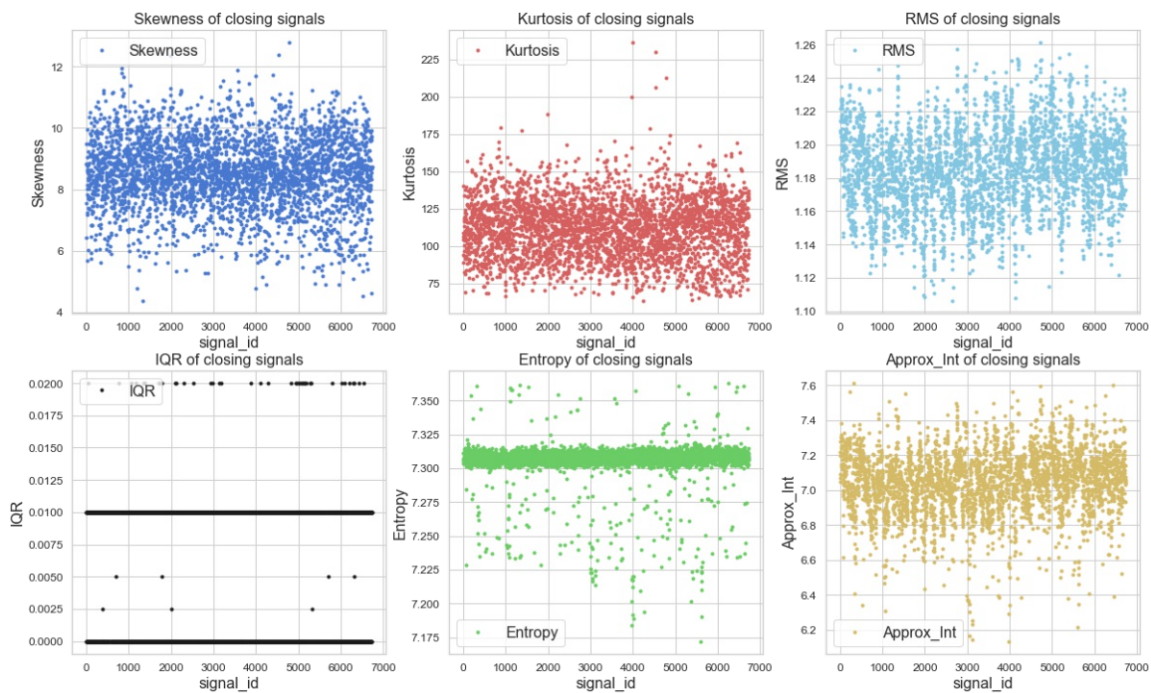 Skewness of closing signals
Skewness
12
10
8
6
4
Skewness
0 1000 2000 3000 4000 5000 6000 7000
signal_id
Kurtosis of closing signals
Kurtosis
225
200
175
150
125
100
75
Kurtosis
0 1000 2000 3000 4000 5000 6000 7000
signal_id
RMS of closing signals
RMS
1.26
1.24
1.22
1.20
1.18
1.16
1.14
1.12
1.10
RMS
0 1000 2000 3000 4000 5000 6000 7000
signal_id
IQR of closing signals
IQR
0.0200
0.0175
0.0150
0.0125
0.0100
0.0075
0.0050
0.0025
0.0000
IQR
0 1000 2000 3000 4000 5000 6000 7000
signal_id
Entropy of closing signals
7.350
7.325
7.300
7.275
7.250
7.225
7.200
7.175
Entropy
Entropy
0 1000 2000 3000 4000 5000 6000 7000
signal_id
Approx_Int of closing signals
7.6
7.4
7.2
7.0
6.8
6.6
6.4
6.2
Approx_Int
Approx_Int
0 1000 2000 3000 4000 5000 6000 7000
signal_id